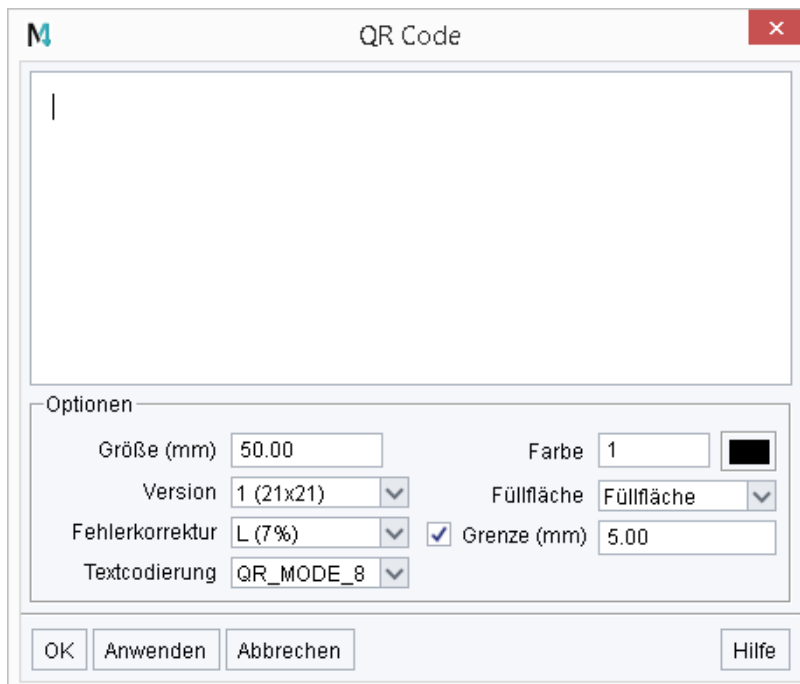 QR Code
Optionen
Größe (mm) 50.00
Farbe 1
Version 1 (21x21)
Füllfläche Füllfläche
Fehlerkorrektur L (7%)
Grenze (mm) 5.00
Textcodierung QR_MODE_8
OK Anwenden Abbrechen Hilfe